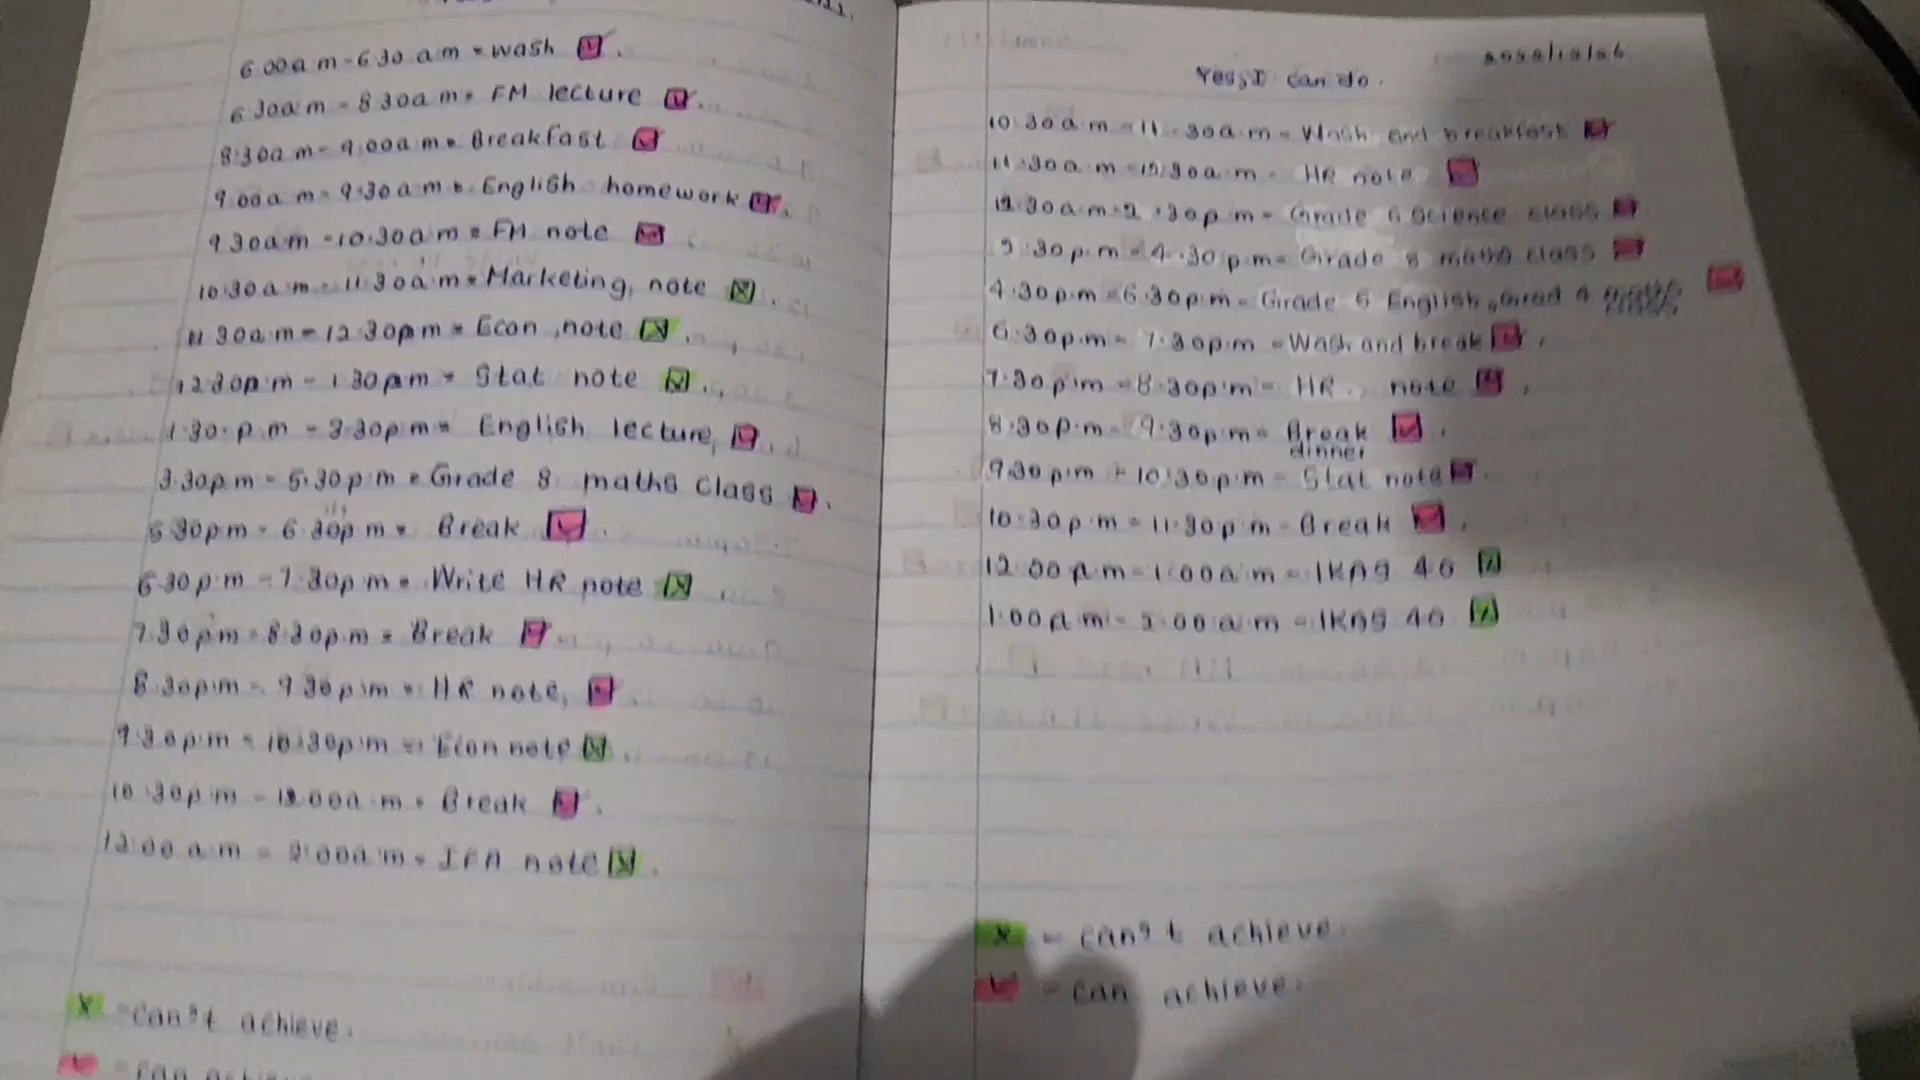 6.00a.m-6.30 a.m = wash
6.30a.m - 8.30a.m = FM lecture
8.30a.m - 9.00a.m = Breakfast
9.00a.m - 9.30a.m = English homework
9.30a.m -10.30a.m = FM note
10.30a.m - 11.30a.m = Marketing note
11.30a.m - 12.30p.m = Econ note
12.30p.m - 1.30p.m = Stat note
1.30.p.m - 3.30p.m = English lecture
3.30p.m - 5.30p.m = Grade 8 maths class
5.30p.m - 6.30p.m = Break
6.30p.m - 7.30p.m = Write HR note
7.30p.m - 8.30p.m = Break
8.30p.m - 9.30p.m = HR note
9.30p.m - 10.30p.m = Econ note
10.30p.m - 12.00a.m = Break
12.00a.m - 2.00a.m = IFA note
X = can't achieve.
= can
Yes, I can do.
10.30a.m - 11.30a.m = Wash and breakfast
11.30a.m - 12.30a.m = HR note
12.30a.m - 2.30p.m = Grade 6 Science class
2.30p.m - 4.30p.m = Grade 8 maths class
4.30p.m - 6.30p.m = Grade 5 English, Grad 4
6.30p.m - 7.30p.m = Wash and break
7.30p.m - 8.30p.m = HR note
8.30p.m - 9.30p.m = Break
dinner
9.30p.m - 10.30p.m = Stat note
10.30p.m - 11.30p.m = Break
12.00a.m - 1.00a.m = 40
1.00a.m - 2.00a.m = 40
X = can't achieve.
= can achieve.